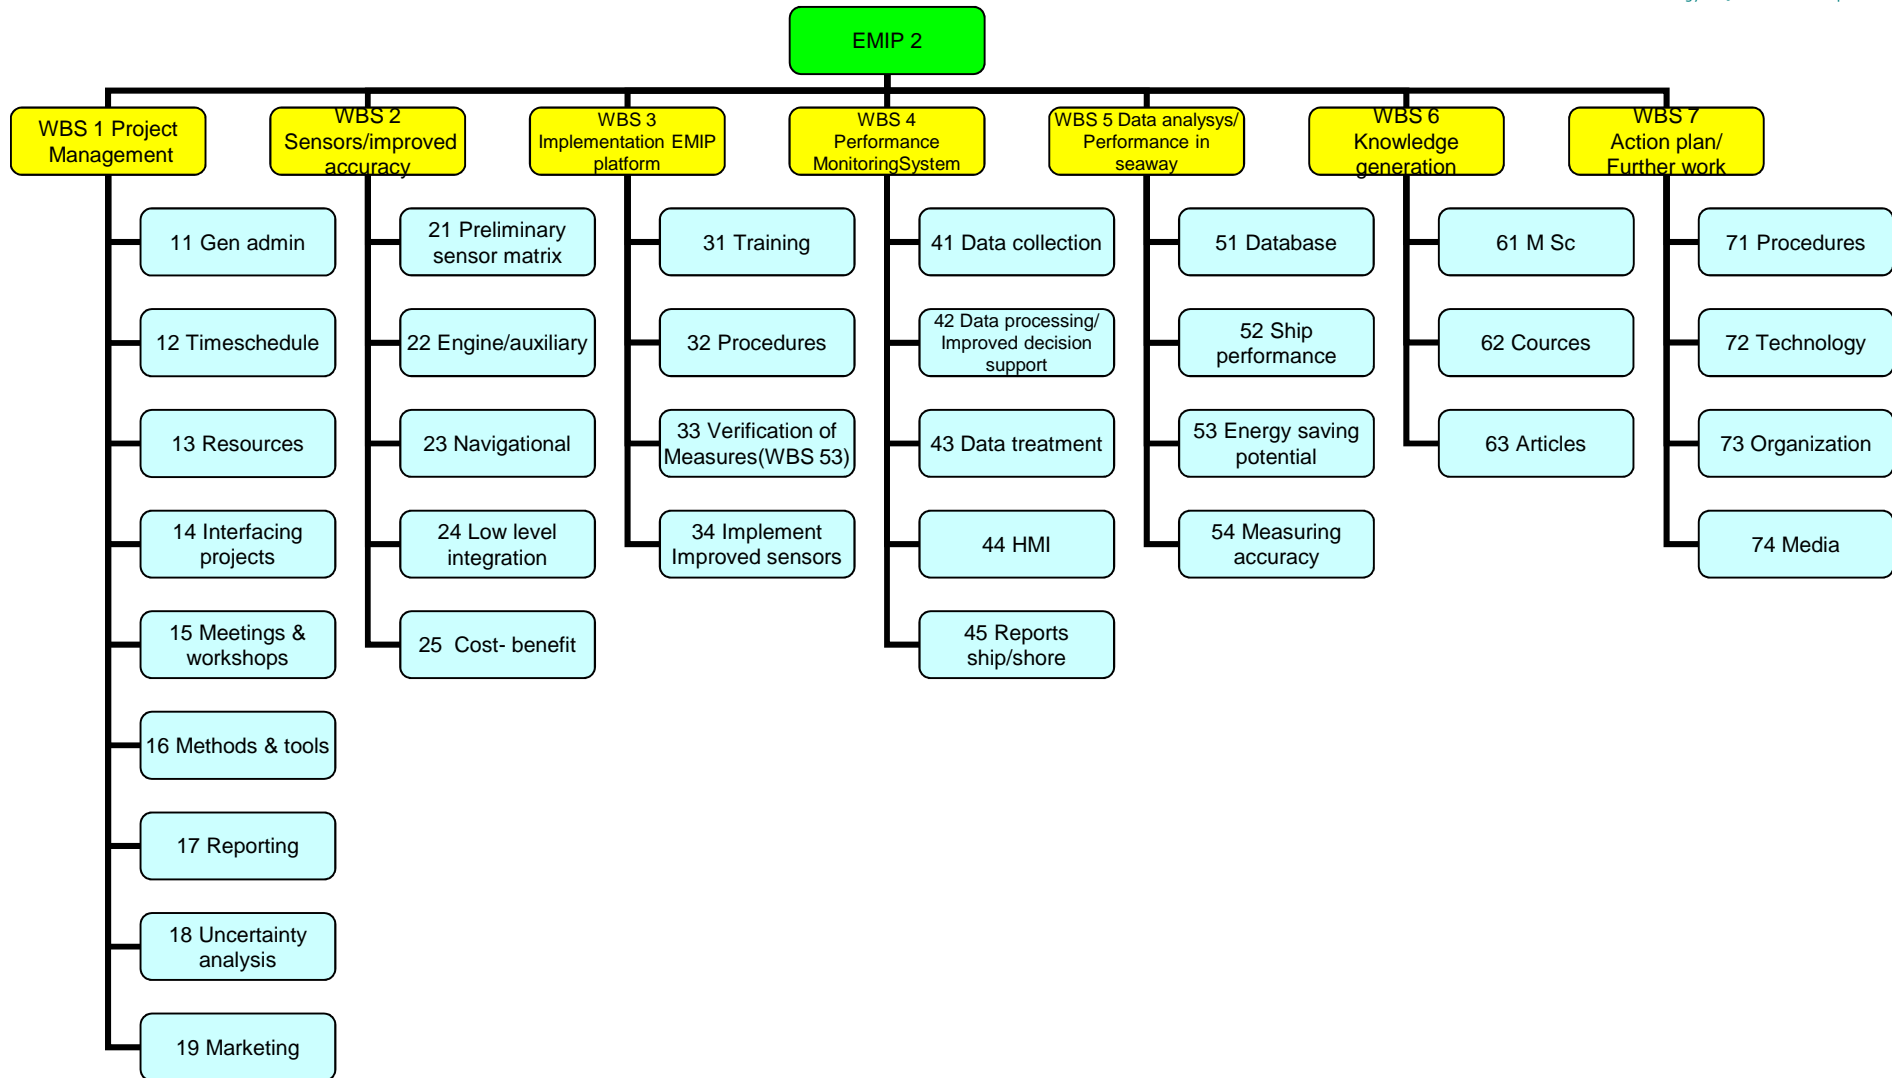 EMIP 2
WBS 1 Project
Management
WBS 2
Sensors/improved
accuracy
WBS 3
Implementation EMIP
platform
WBS 4
Performance
MonitoringSystem
WBS 5 Data analysys/
Performance in
seaway
WBS 6
Knowledge
generation
WBS 7
Action plan/
Further work
11 Gen admin
12 Timeschedule
13 Resources
14 Interfacing
projects
15 Meetings &
workshops
16 Methods & tools
17 Reporting
18 Uncertainty
analysis
19 Marketing
21 Preliminary
sensor matrix
22 Engine/auxiliary
23 Navigational
24 Low level
integration
25  Cost- benefit
31 Training
32 Procedures
33 Verification of
Measures(WBS 53)
34 Implement
Improved sensors
41 Data collection
42 Data processing/
Improved decision
support
43 Data treatment
44 HMI
45 Reports
ship/shore
51 Database
52 Ship
performance
53 Energy saving
potential
54 Measuring
accuracy
61 M Sc
62 Cources
63 Articles
71 Procedures
72 Technology
73 Organization
74 Media